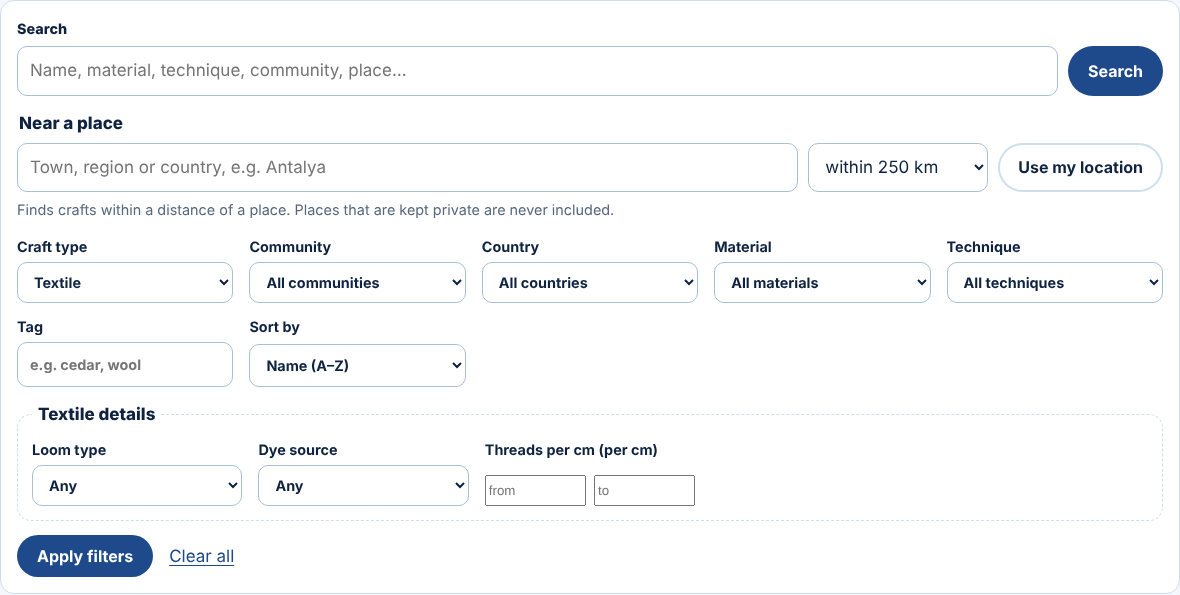 Search
Name, material, technique, community, place...
Search
Near a place
Town, region or country, e.g. Antalya
within 250 km
Use my location
Finds crafts within a distance of a place. Places that are kept private are never included.
Craft type
Community
Country
Material
Technique
Textile
All communities
All countries
All materials
All techniques
Tag
Sort by
e.g. cedar, wool
Name (A–Z)
Textile details
Loom type
Dye source
Threads per cm (per cm)
Any
Any
from
to
Apply filters
Clear all